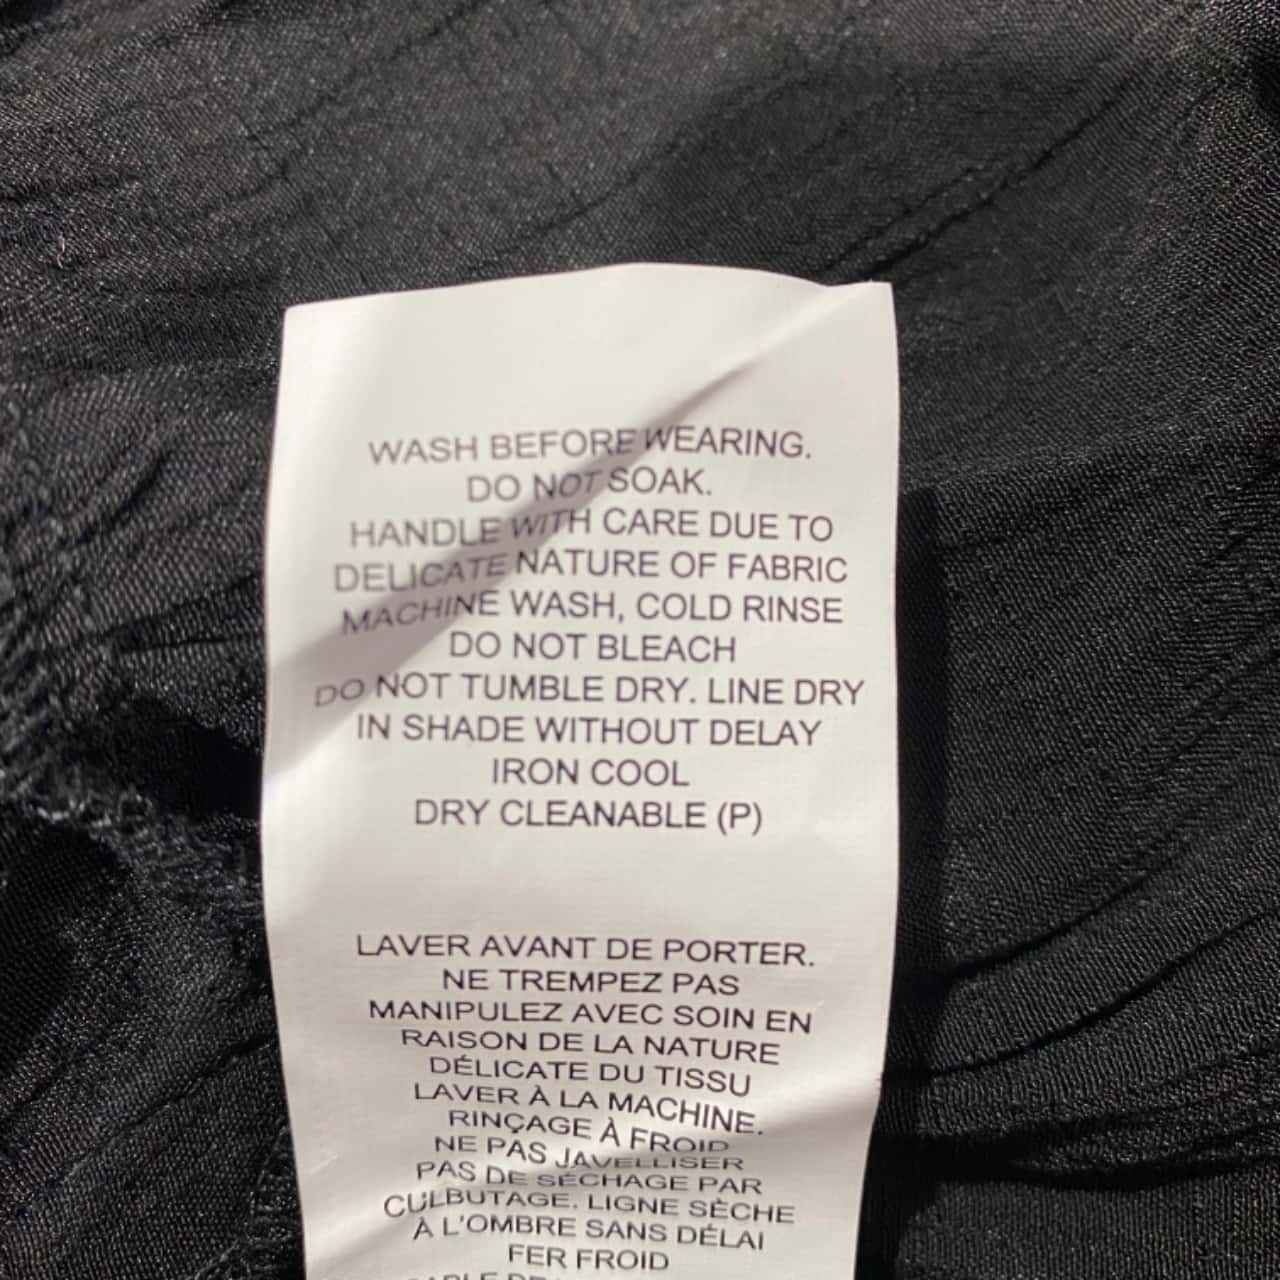 WASH BEFORE WEARING.
DO NOT SOAK.
HANDLE WITH CARE DUE TO
DELICATE NATURE OF FABRIC
MACHINE WASH, COLD RINSE
DO NOT BLEACH
DO NOT TUMBLE DRY. LINE DRY
IN SHADE WITHOUT DELAY
IRON COOL
DRY CLEANABLE (P)
LAVER AVANT DE PORTER.
NE TREMPEZ PAS
MANIPULEZ AVEC SOIN EN
RAISON DE LA NATURE
DÉLICATE DU TISSU
LAVER À LA MACHINE.
RINÇAGE À FROID
NE PAS JAVELLISER
PAS DE SÉCHAGE PAR
CULBUTAGE. LIGNE SÈCHE
À L'OMBRE SANS DÉLAI
FER FROID